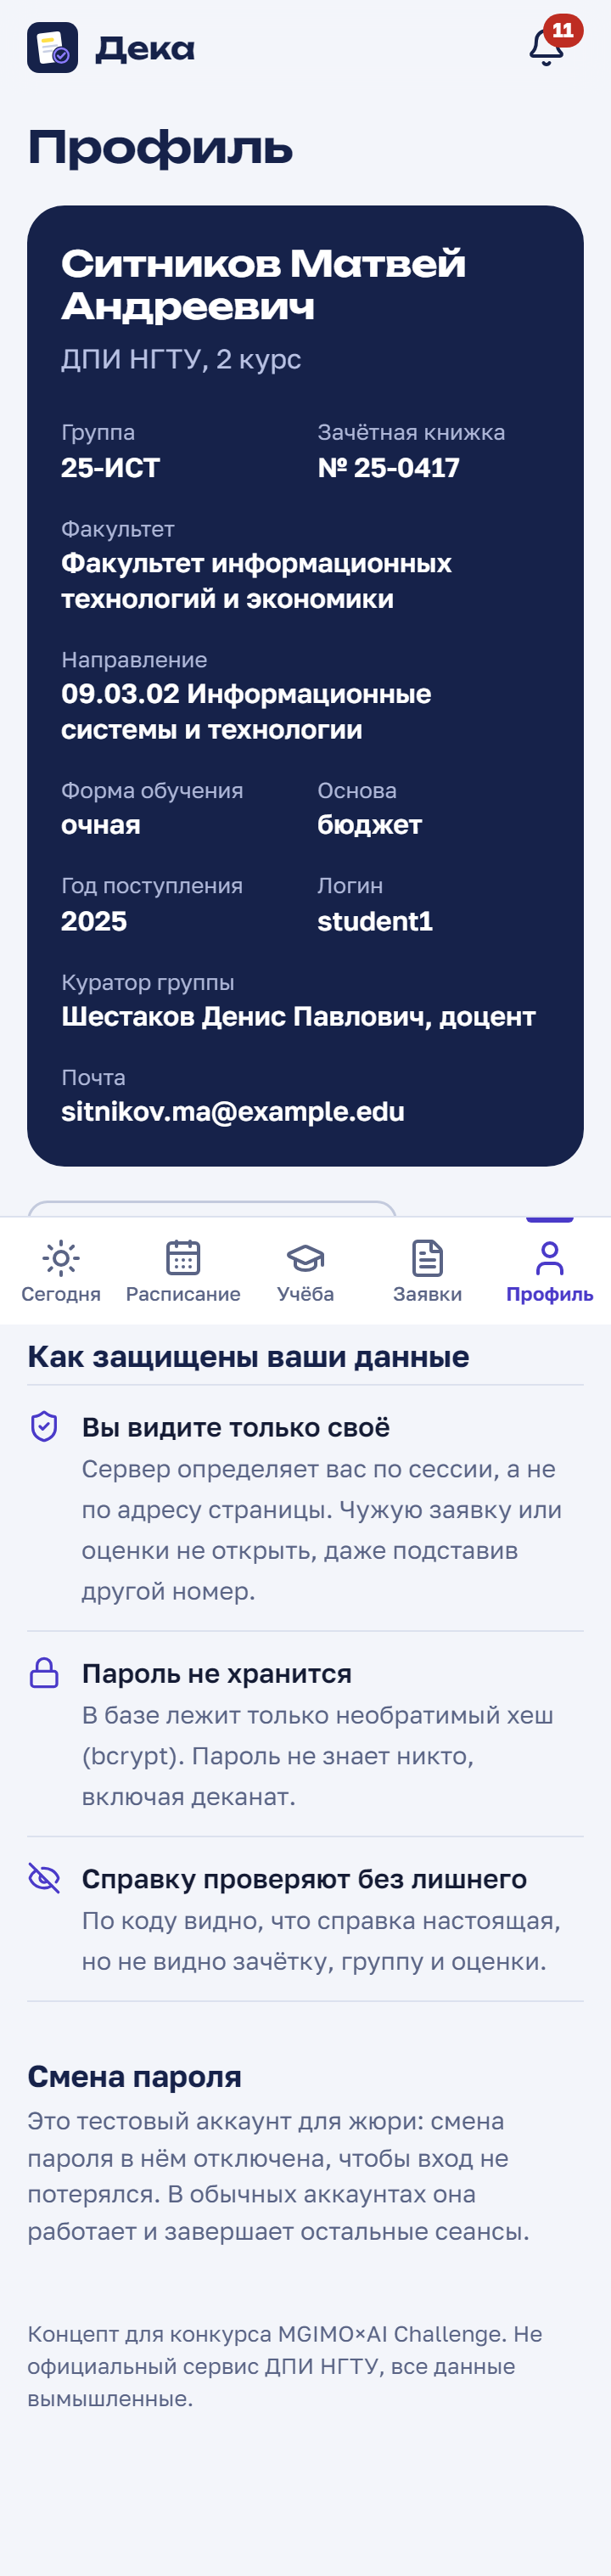 Дека
11
Профиль
Ситников Матвей
Андреевич
ДПИ НГТУ, 2 курс
Группа
Зачётная книжка
25-ИСТ
№ 25-0417
Факультет
Факультет информационных
технологий и экономики
Направление
09.03.02 Информационные
системы и технологии
Форма обучения
Основа
очная
бюджет
Год поступления
Логин
2025
student1
Куратор группы
Шестаков Денис Павлович, доцент
Почта
sitnikov.ma@example.edu
Сегодня
Расписание
Учёба
Заявки
Профиль
Как защищены ваши данные
Вы видите только своё
Сервер определяет вас по сессии, а не
по адресу страницы. Чужую заявку или
оценки не открыть, даже подставив
другой номер.
Пароль не хранится
В базе лежит только необратимый хеш
(bcrypt). Пароль не знает никто,
включая деканат.
Справку проверяют без лишнего
По коду видно, что справка настоящая,
но не видно зачётку, группу и оценки.
Смена пароля
Это тестовый аккаунт для жюри: смена
пароля в нём отключена, чтобы вход не
потерялся. В обычных аккаунтах она
работает и завершает остальные сеансы.
Концепт для конкурса MGIMO×AI Challenge. Не
официальный сервис ДПИ НГТУ, все данные
вымышленные.